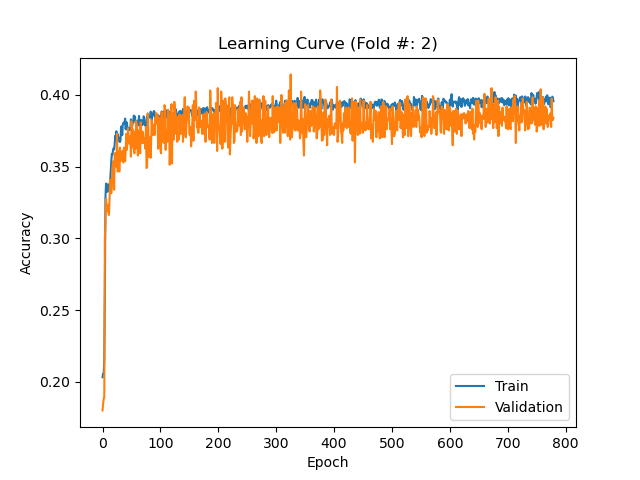 Learning Curve (Fold #: 2)
Accuracy
0.40
0.35
0.30
0.25
0.20
Train
Validation
0 100 200 300 400 500 600 700 800
Epoch